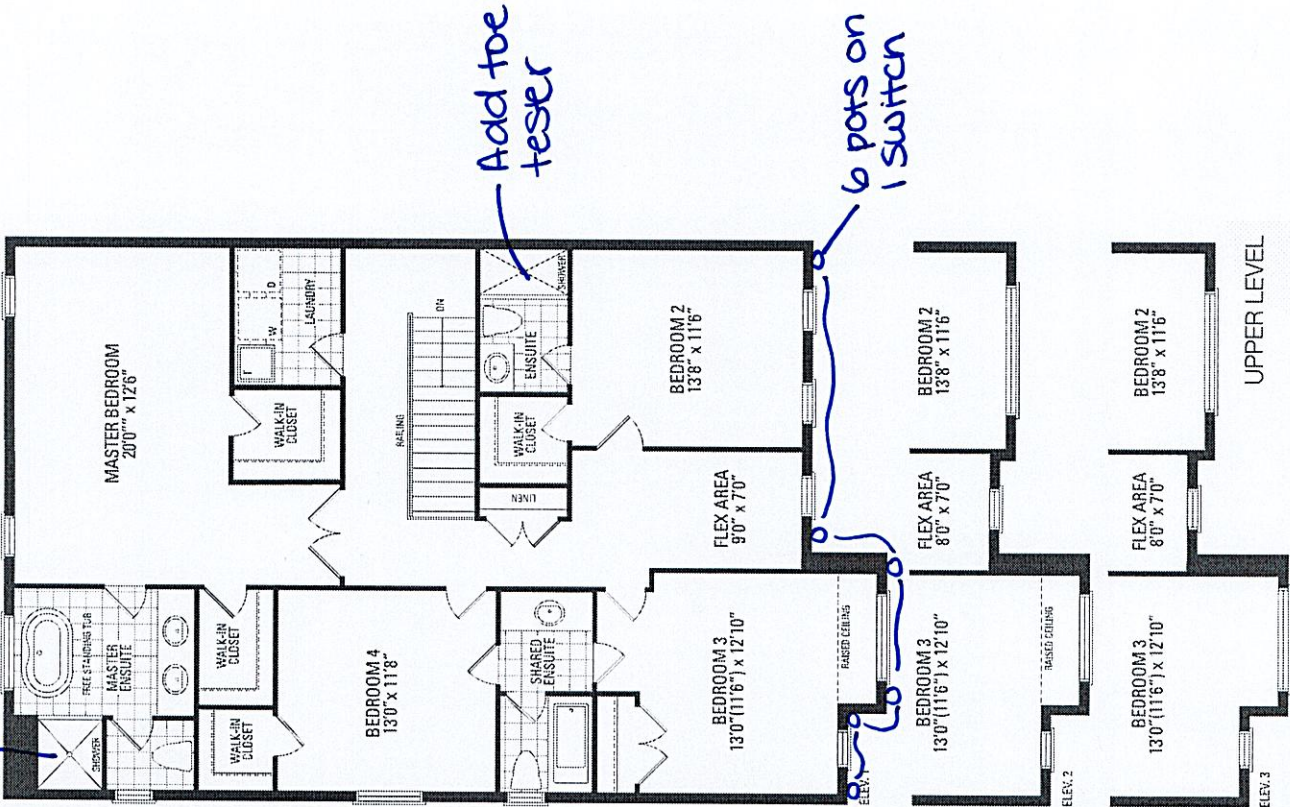 MASTER BEDROOM
20'0"" x 12'6"
FREE STANDING TUB
MASTER
ENSUITE
SHOWER
WALK-IN
CLOSET
WALK-IN
CLOSET
WALK-IN
CLOSET
LAUNDRY
T
W
D
RAILING
DN
BEDROOM 4
13'0" x 11'8"
LINEN
WALK-IN
CLOSET
ENSUITE
SHOWER
Add toe
tester
SHARED
ENSUITE
BEDROOM 3
13'0"(11'6") x 12'10"
RAISED CEILING
FLEX AREA
9'0" x 7'0"
BEDROOM 2
13'8" x 11'6"
6 pots on
1 switch
BEDROOM 3
13'0"(11'6") x 12'10"
RAISED CEILING
ELEV. 2
FLEX AREA
8'0" x 7'0"
BEDROOM 2
13'8" x 11'6"
BEDROOM 3
13'0"(11'6") x 12'10"
ELEV. 3
FLEX AREA
8'0" x 7'0"
BEDROOM 2
13'8" x 11'6"
UPPER LEVEL